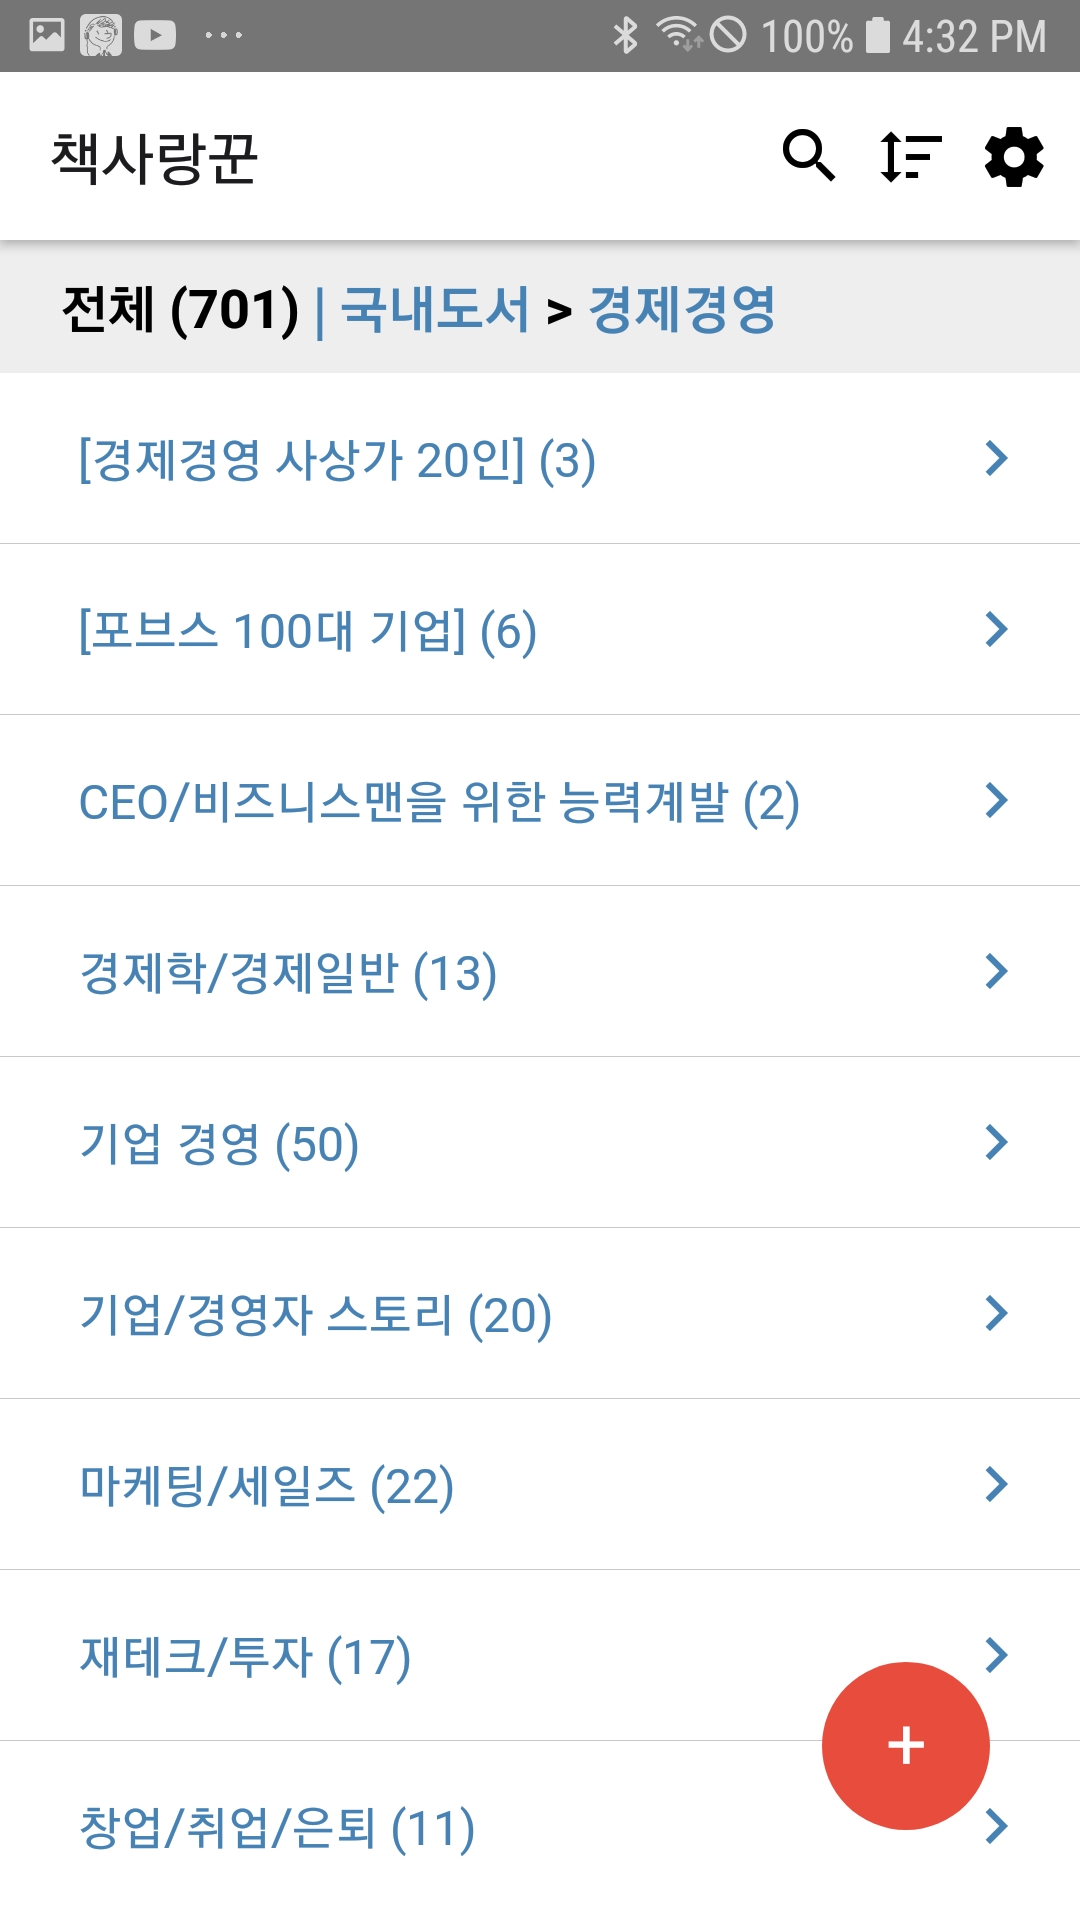 100% 4:32 PM
책사랑꾼
전체 (701) | 국내도서 > 경제경영
[경제경영 사상가 20인] (3)
[포브스 100대 기업] (6)
CEO/비즈니스맨을 위한 능력계발 (2)
경제학/경제일반 (13)
기업 경영 (50)
기업/경영자 스토리 (20)
마케팅/세일즈 (22)
재테크/투자 (17)
+
창업/취업/은퇴 (11)